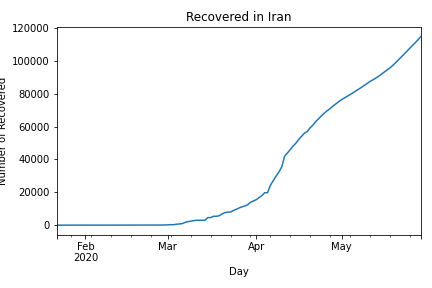 Recovered in Iran
120000
100000
80000
60000
40000
20000
0
Number of Recovered
Feb
2020
Mar
Apr
May
Day